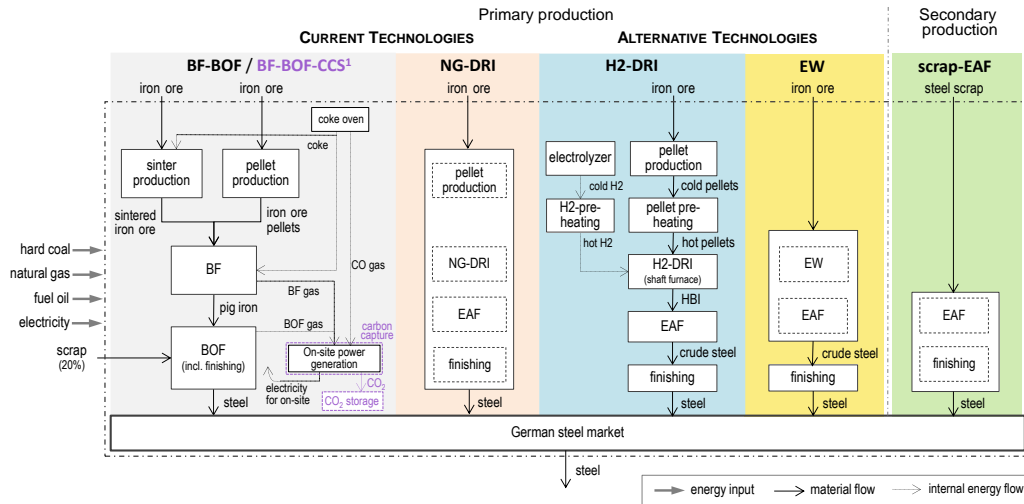 Primary production
Secondary
production
CURRENT TECHNOLOGIES
ALTERNATIVE TECHNOLOGIES
BF-BOF / BF-BOF-CCS¹
NG-DRI
H2-DRI
EW
scrap-EAF
iron ore
iron ore
iron ore
iron ore
iron ore
steel scrap
coke oven
coke
sinter
production
pellet
production
sintered
iron ore
iron ore
pellets
CO gas
BF
BF gas
pig iron
BOF gas
BOF
(incl. finishing)
carbon
capture
On-site power
generation
electricity
for on-site
CO₂
CO₂ storage
steel
hard coal
natural gas
fuel oil
electricity
scrap
(20%)
pellet
production
NG-DRI
EAF
finishing
steel
electrolyzer
cold H2
H2-pre-
heating
hot H2
pellet
production
cold pellets
pellet pre-
heating
hot pellets
H2-DRI
(shaft furnace)
HBI
EAF
crude steel
finishing
steel
EW
EAF
crude steel
finishing
steel
EAF
finishing
steel
German steel market
steel
energy input
material flow
internal energy flow